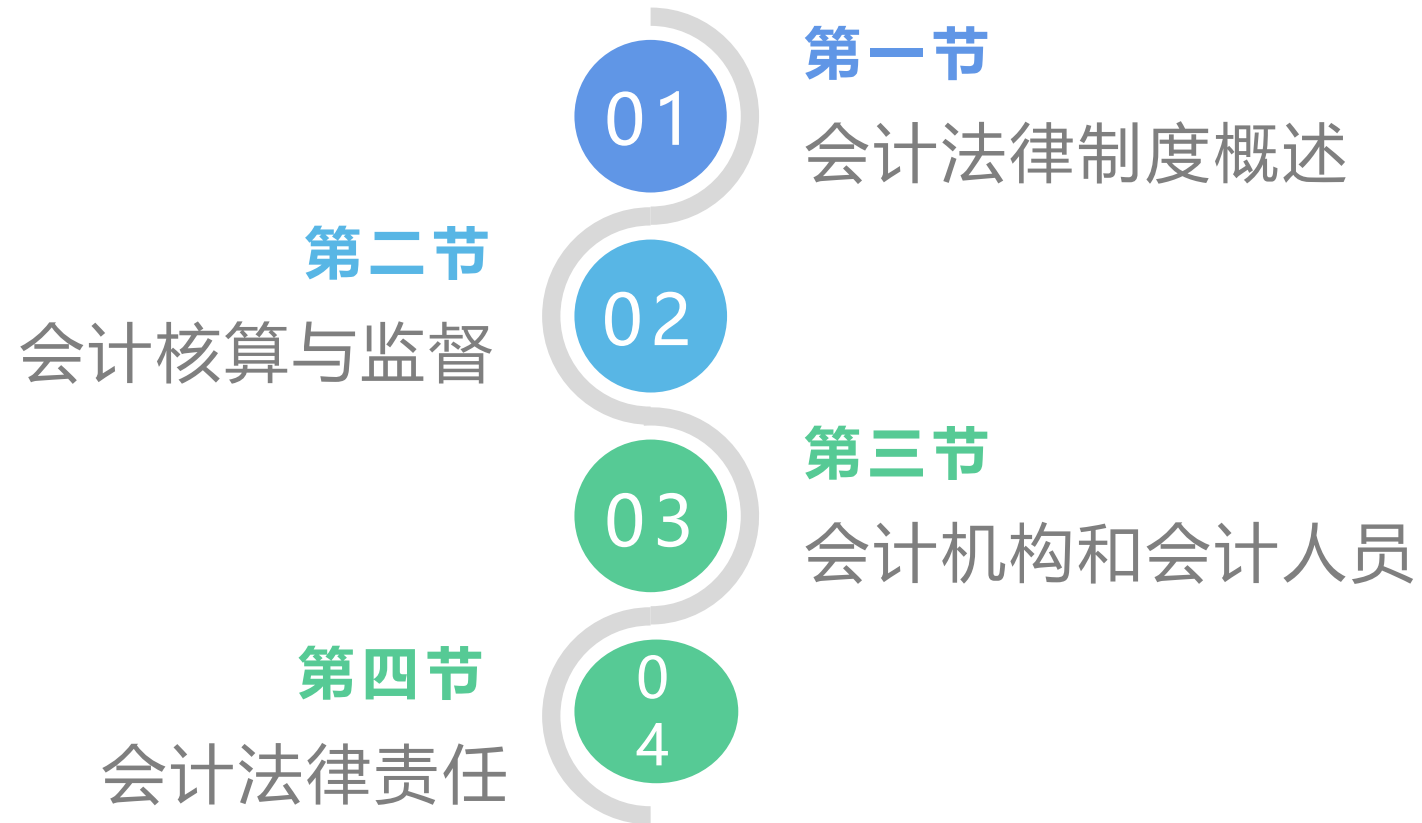 01
第一节
会计法律制度概述
第二节
02
会计核算与监督
第三节
03
会计机构和会计人员
第四节
0
4
会计法律责任